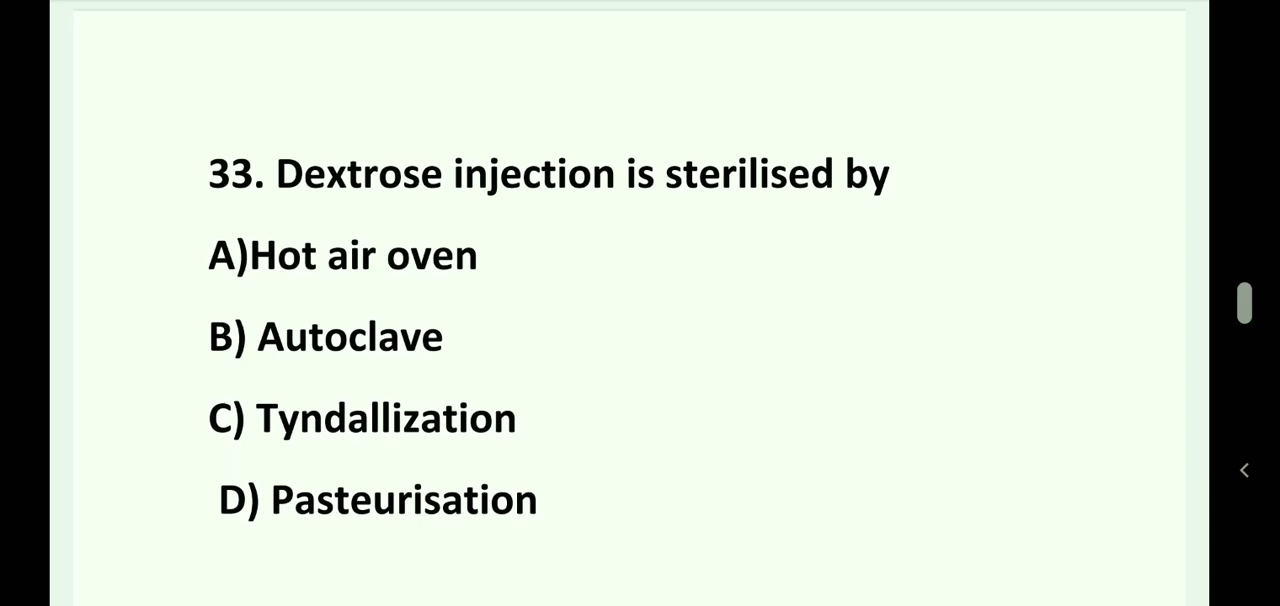 33. Dextrose injection is sterilised by
A)Hot air oven
B) Autoclave
C) Tyndallization
D) Pasteurisation